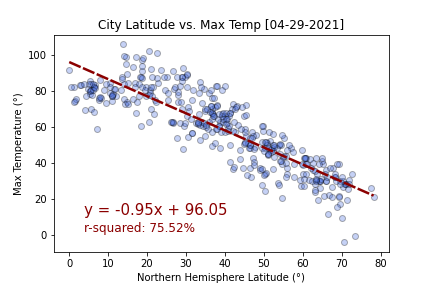 City Latitude vs. Max Temp [04-29-2021]
Max Temperature (°)
100
80
60
40
20
0
y = -0.95x + 96.05
r-squared: 75.52%
0 10 20 30 40 50 60 70 80
Northern Hemisphere Latitude (°)